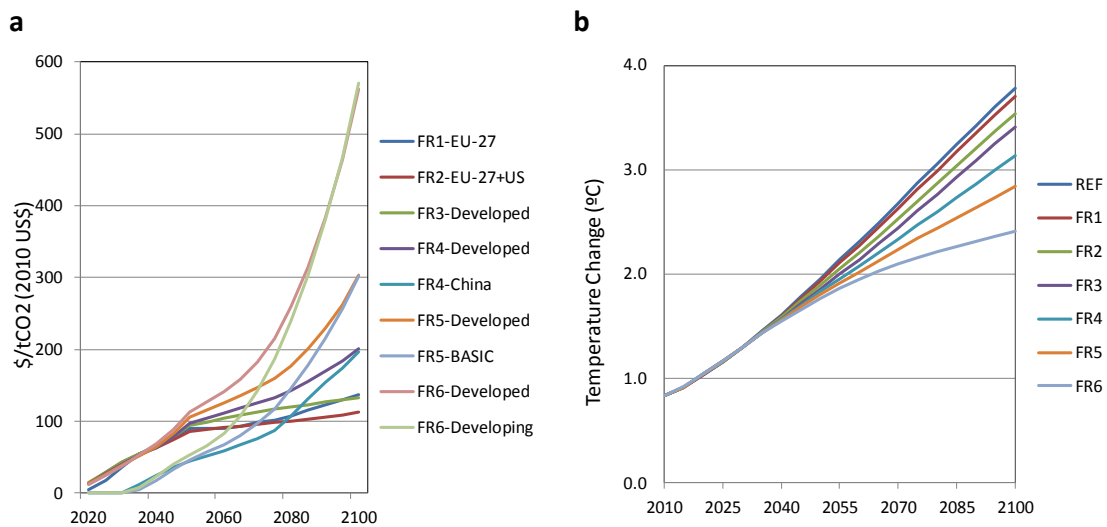 a
$/tCO2 (2010 US$)
600
500
400
300
200
100
0
2020 2040 2060 2080 2100
FR1-EU-27
FR2-EU-27+US
FR3-Developed
FR4-Developed
FR4-China
FR5-Developed
FR5-BASIC
FR6-Developed
FR6-Developing
b
Temperature Change (ºC)
4.0
3.0
2.0
1.0
0.0
2010 2025 2040 2055 2070 2085 2100
REF
FR1
FR2
FR3
FR4
FR5
FR6